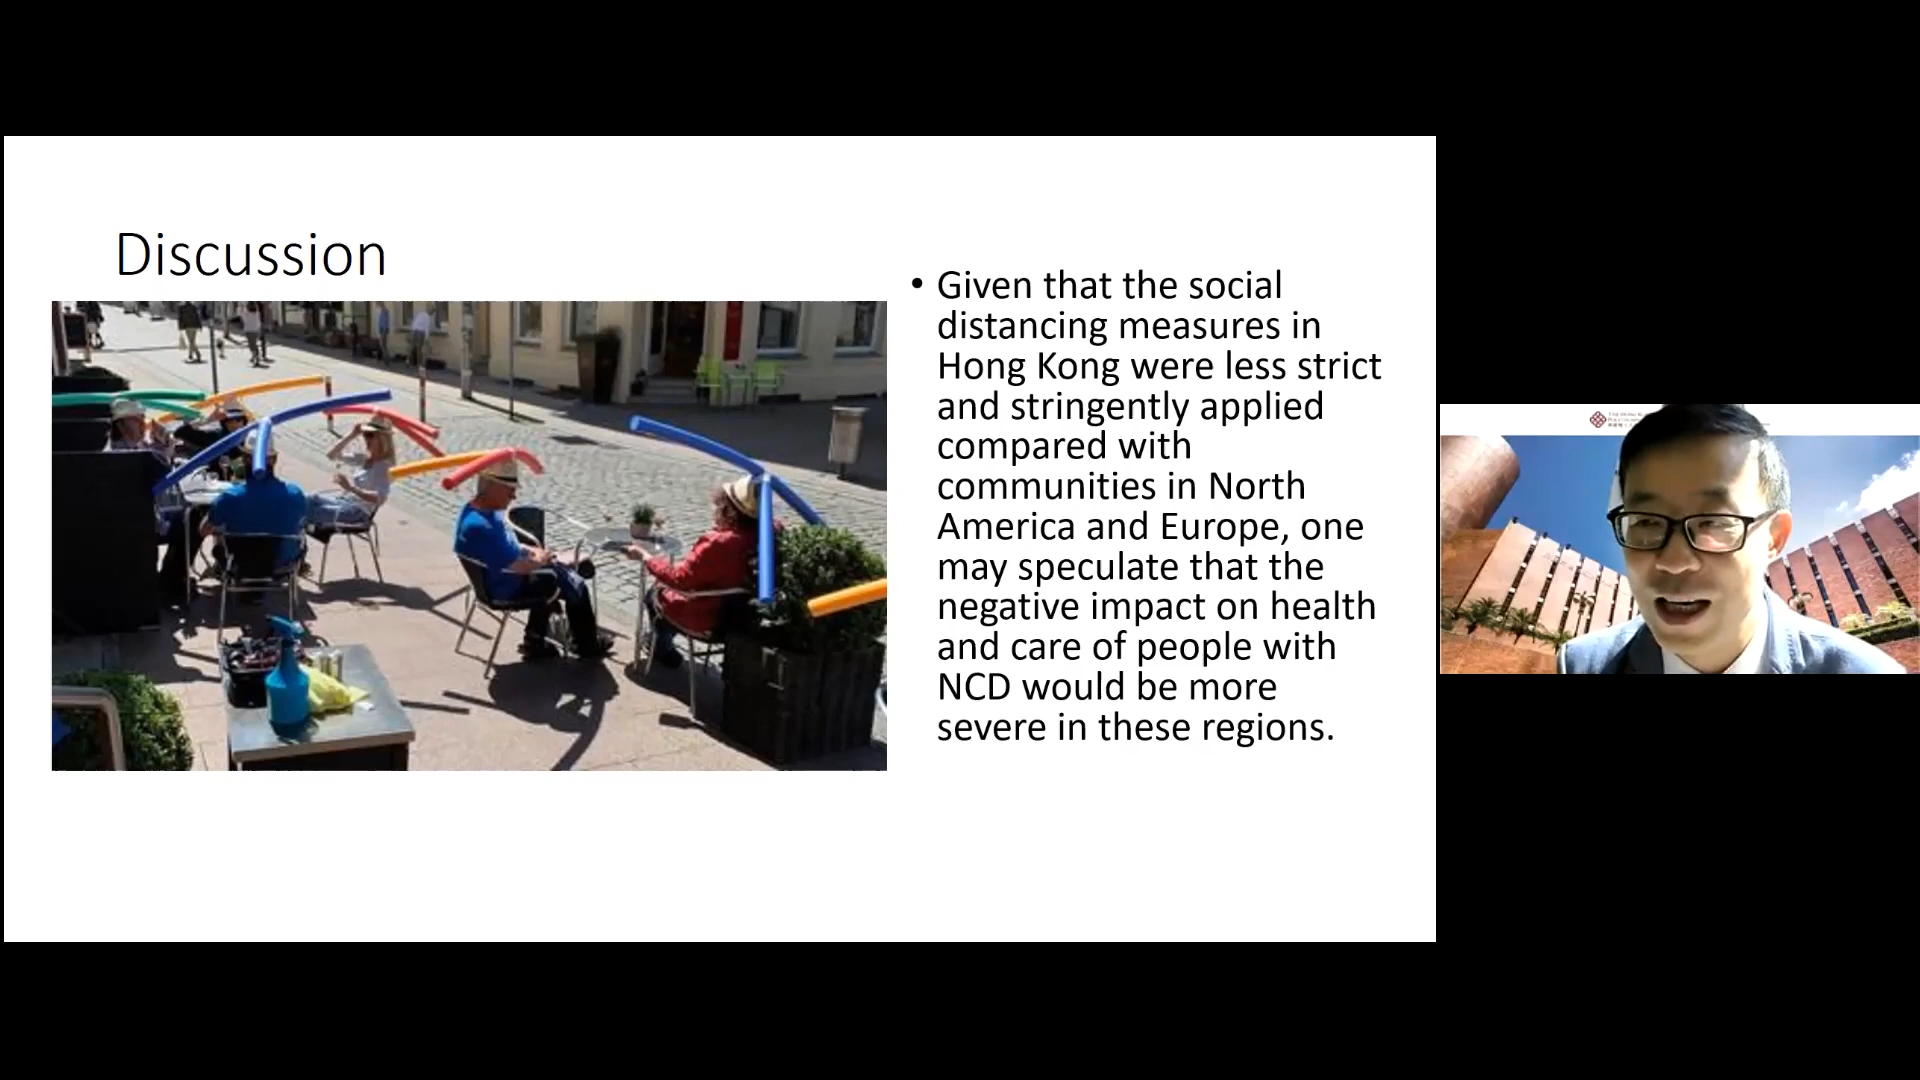 Discussion
• Given that the social
distancing measures in
Hong Kong were less strict
and stringently applied
compared with
communities in North
America and Europe, one
may speculate that the
negative impact on health
and care of people with
NCD would be more
severe in these regions.